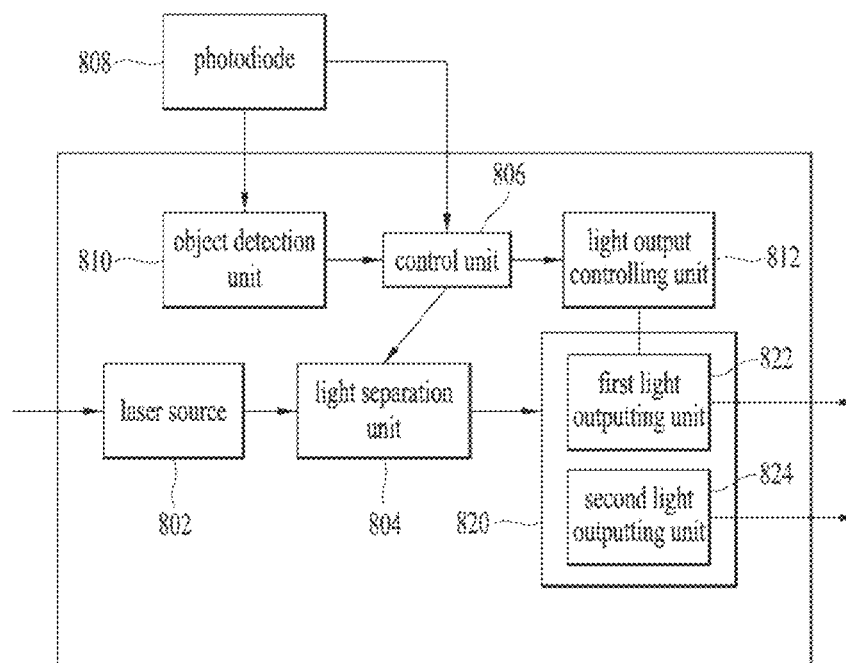 808
photodiode
806
810
object detection
unit
control unit
light output
controlling unit
812
822
laser source
light separation
unit
first light
outputting unit
824
802
804
820
second light
outputting unit